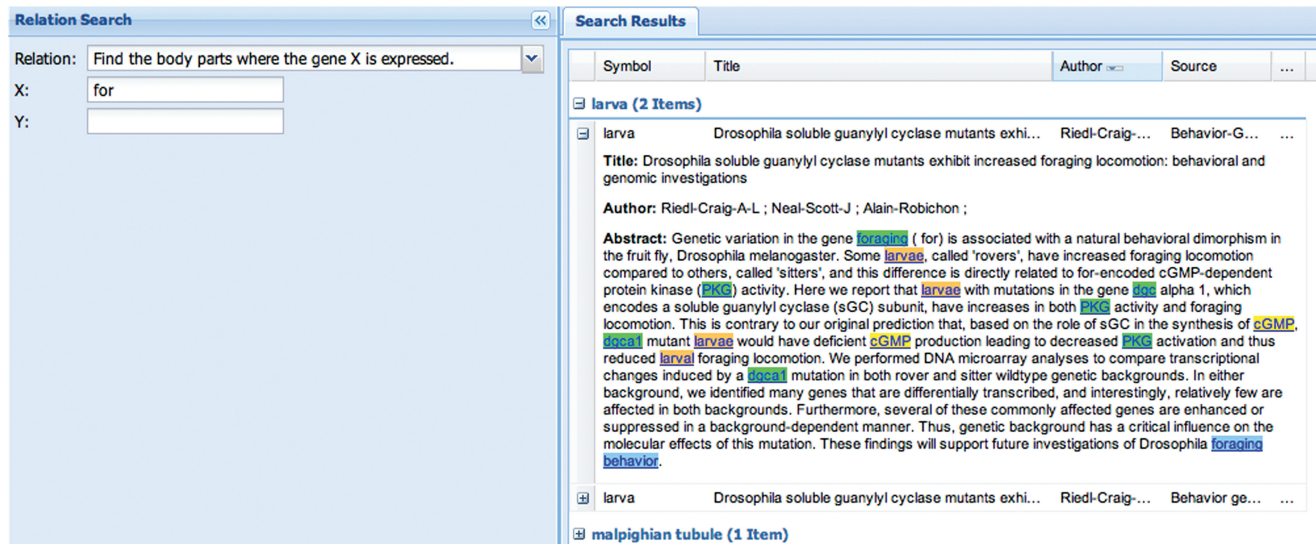 Relation Search
Relation: Find the body parts where the gene X is expressed.
X: for
Y:
Search Results
Symbol Title Author Source ...
larva (2 Items)
larva Drosophila soluble guanylyl cyclase mutants exhi... Riedl-Craig-... Behavior-G... ...
Title: Drosophila soluble guanylyl cyclase mutants exhibit increased foraging locomotion: behavioral and
genomic investigations
Author: Riedl-Craig-A-L ; Neal-Scott-J ; Alain-Robichon ;
Abstract: Genetic variation in the gene foraging ( for) is associated with a natural behavioral dimorphism in
the fruit fly, Drosophila melanogaster. Some larvae, called 'rovers', have increased foraging locomotion
compared to others, called 'sitters', and this difference is directly related to for-encoded cGMP-dependent
protein kinase (PKG) activity. Here we report that larvae with mutations in the gene dgc alpha 1, which
encodes a soluble guanylyl cyclase (sGC) subunit, have increases in both PKG activity and foraging
locomotion. This is contrary to our original prediction that, based on the role of sGC in the synthesis of cGMP,
dgca1 mutant larvae would have deficient cGMP production leading to decreased PKG activation and thus
reduced larval foraging locomotion. We performed DNA microarray analyses to compare transcriptional
changes induced by a dgca1 mutation in both rover and sitter wildtype genetic backgrounds. In either
background, we identified many genes that are differentially transcribed, and interestingly, relatively few are
affected in both backgrounds. Furthermore, several of these commonly affected genes are enhanced or
suppressed in a background-dependent manner. Thus, genetic background has a critical influence on the
molecular effects of this mutation. These findings will support future investigations of Drosophila foraging
behavior.
larva Drosophila soluble guanylyl cyclase mutants exhi... Riedl-Craig-... Behavior ge... ...
malpighian tubule (1 Item)